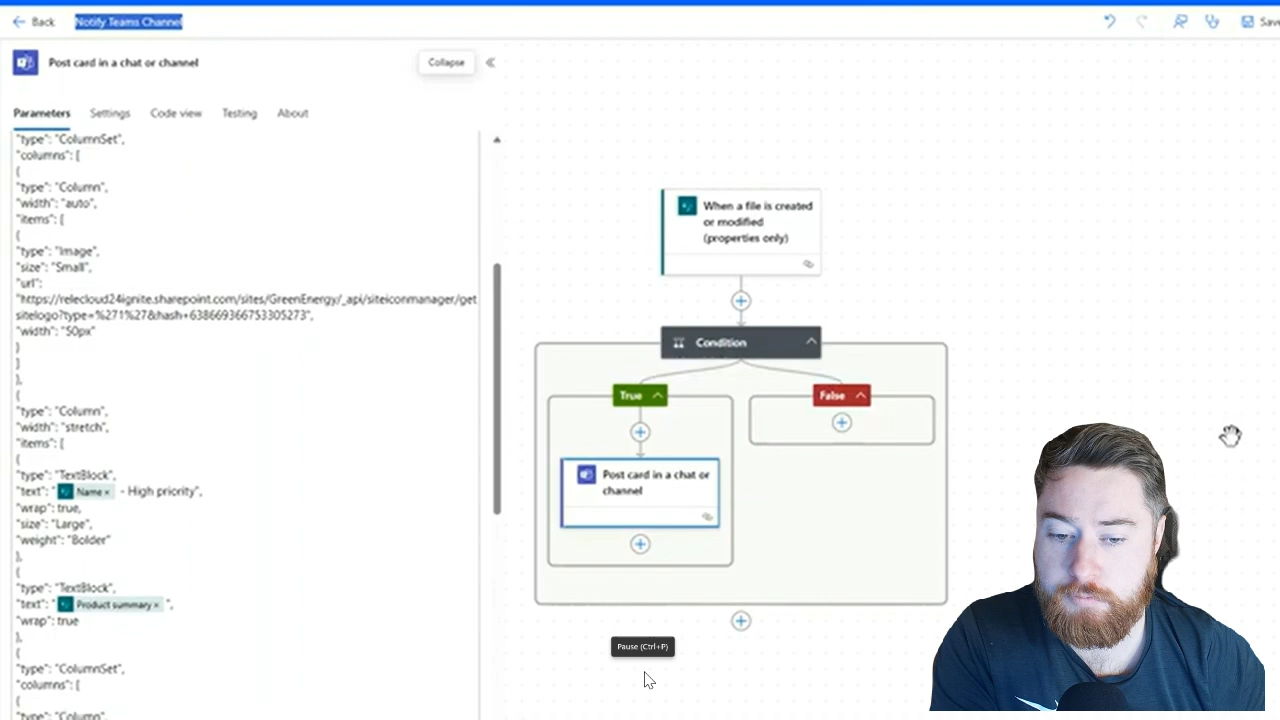 Back
Notify Teams Channel
Save
Post card in a chat or channel
Collapse
Parameters
Settings
Code view
Testing
About
"type": "ColumnSet",
"columns": [
{
"type": "Column",
"width": "auto",
"items": [
{
"type": "Image",
"size": "Small",
"url":
"https://relecloud24ignite.sharepoint.com/sites/GreenEnergy/_api/siteiconmanager/get
sitelogo?type=%271%27&hash+638669366753305273",
"width": "50px"
}
]
},
{
"type": "Column",
"width": "stretch",
"items": [
{
"type": "TextBlock",
"text": " Name × - High priority",
"wrap": true,
"size": "Large",
"weight": "Bolder"
},
{
"type": "TextBlock",
"text": " Product summary × ",
"wrap": true
},
{
"type": "ColumnSet",
"columns": [
{
"type": "Column",
When a file is created
or modified
(properties only)
Condition
True
False
Post card in a chat or
channel
Pause (Ctrl+P)